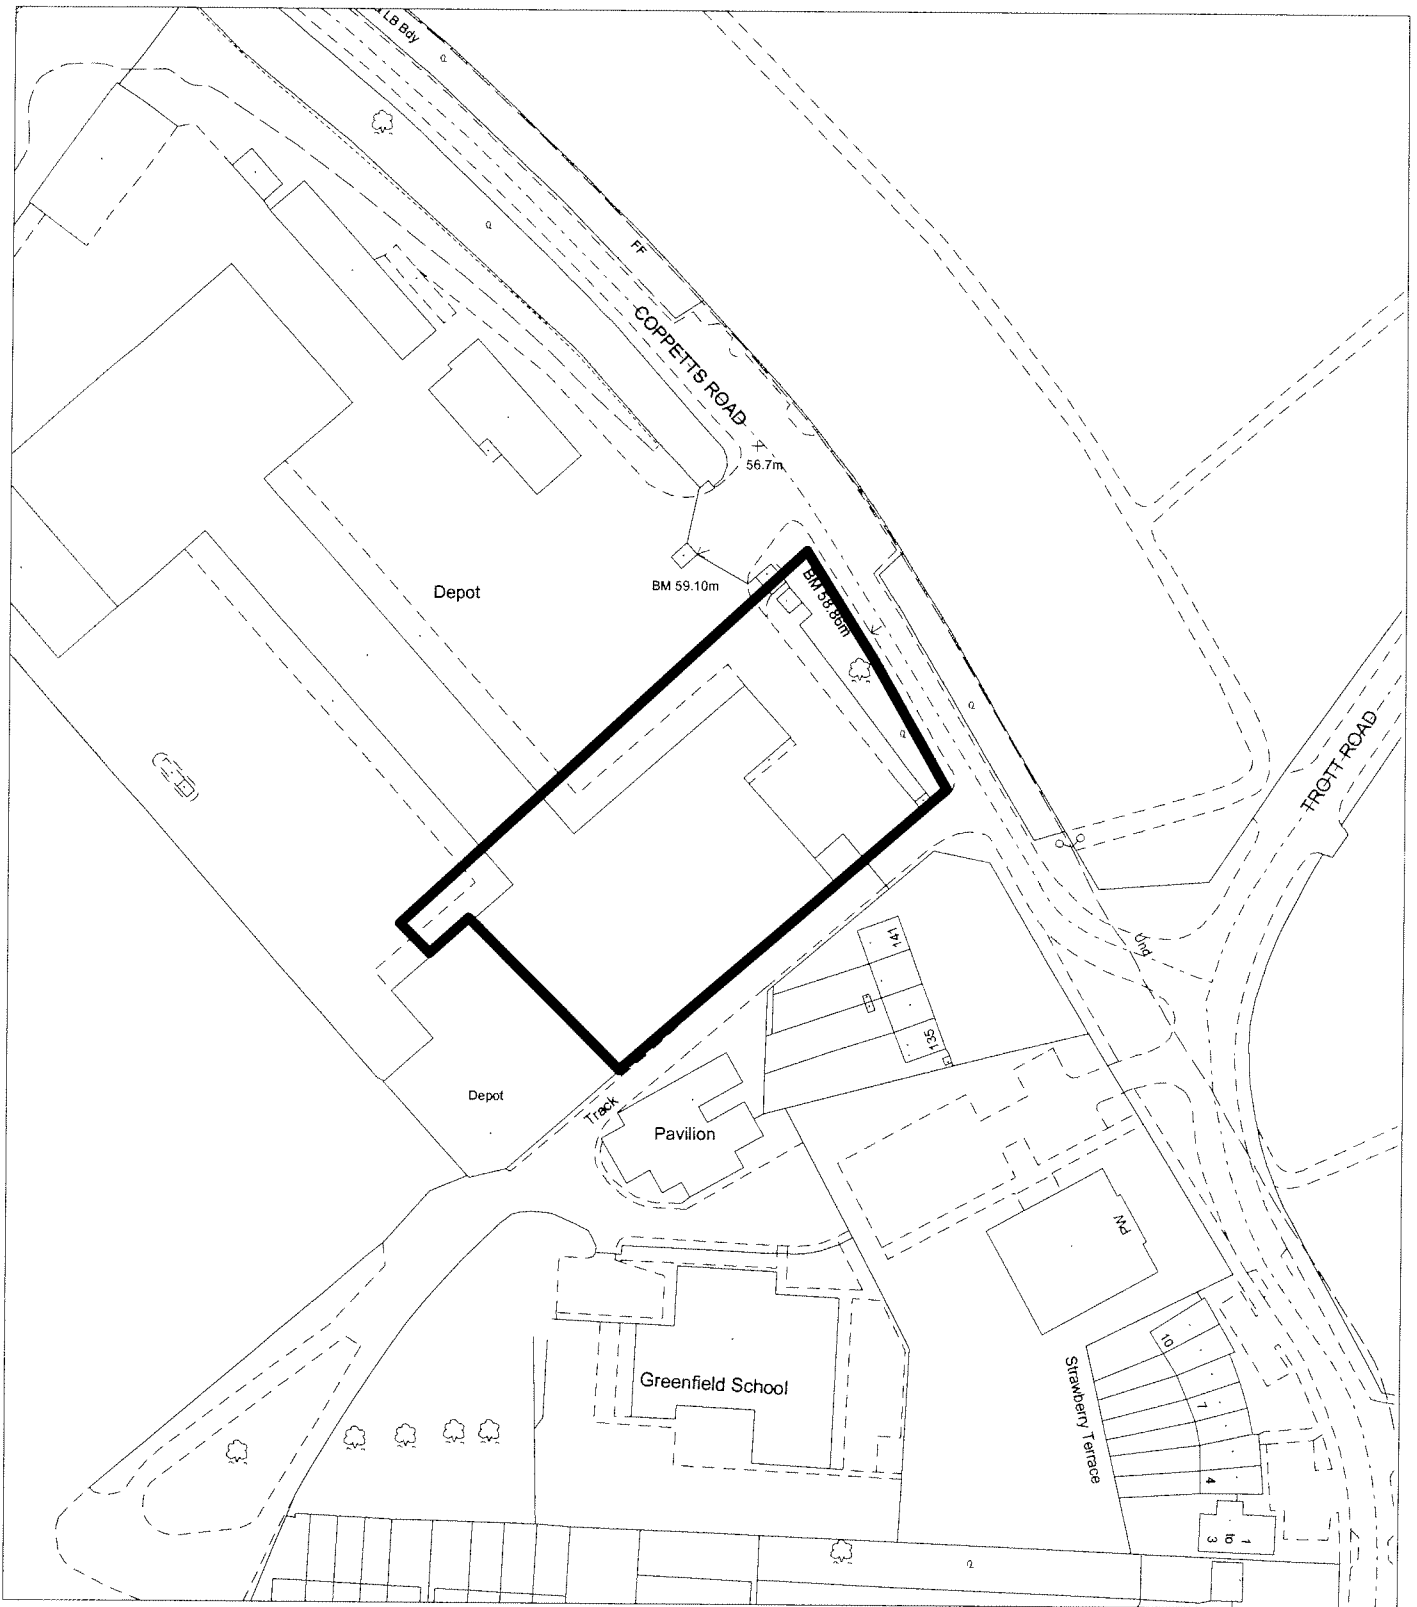 LB Bdy
FF
COPPETTS ROAD
56.7m
Depot
BM 59.10m
BM 58.86m
TROTT ROAD
Und
141
135
Depot
Track
Pavilion
PW
Greenfield School
Strawberry Terrace
10
7
4
1
to
3